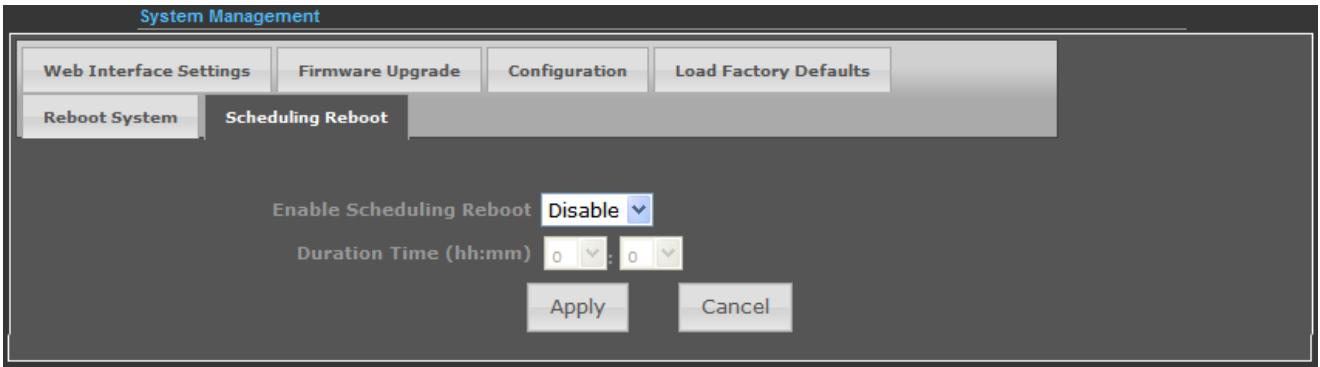 System Management
Web Interface Settings Firmware Upgrade Configuration Load Factory Defaults
Reboot System Scheduling Reboot
Enable Scheduling Reboot Disable
Duration Time (hh:mm) 0 : 0
Apply Cancel